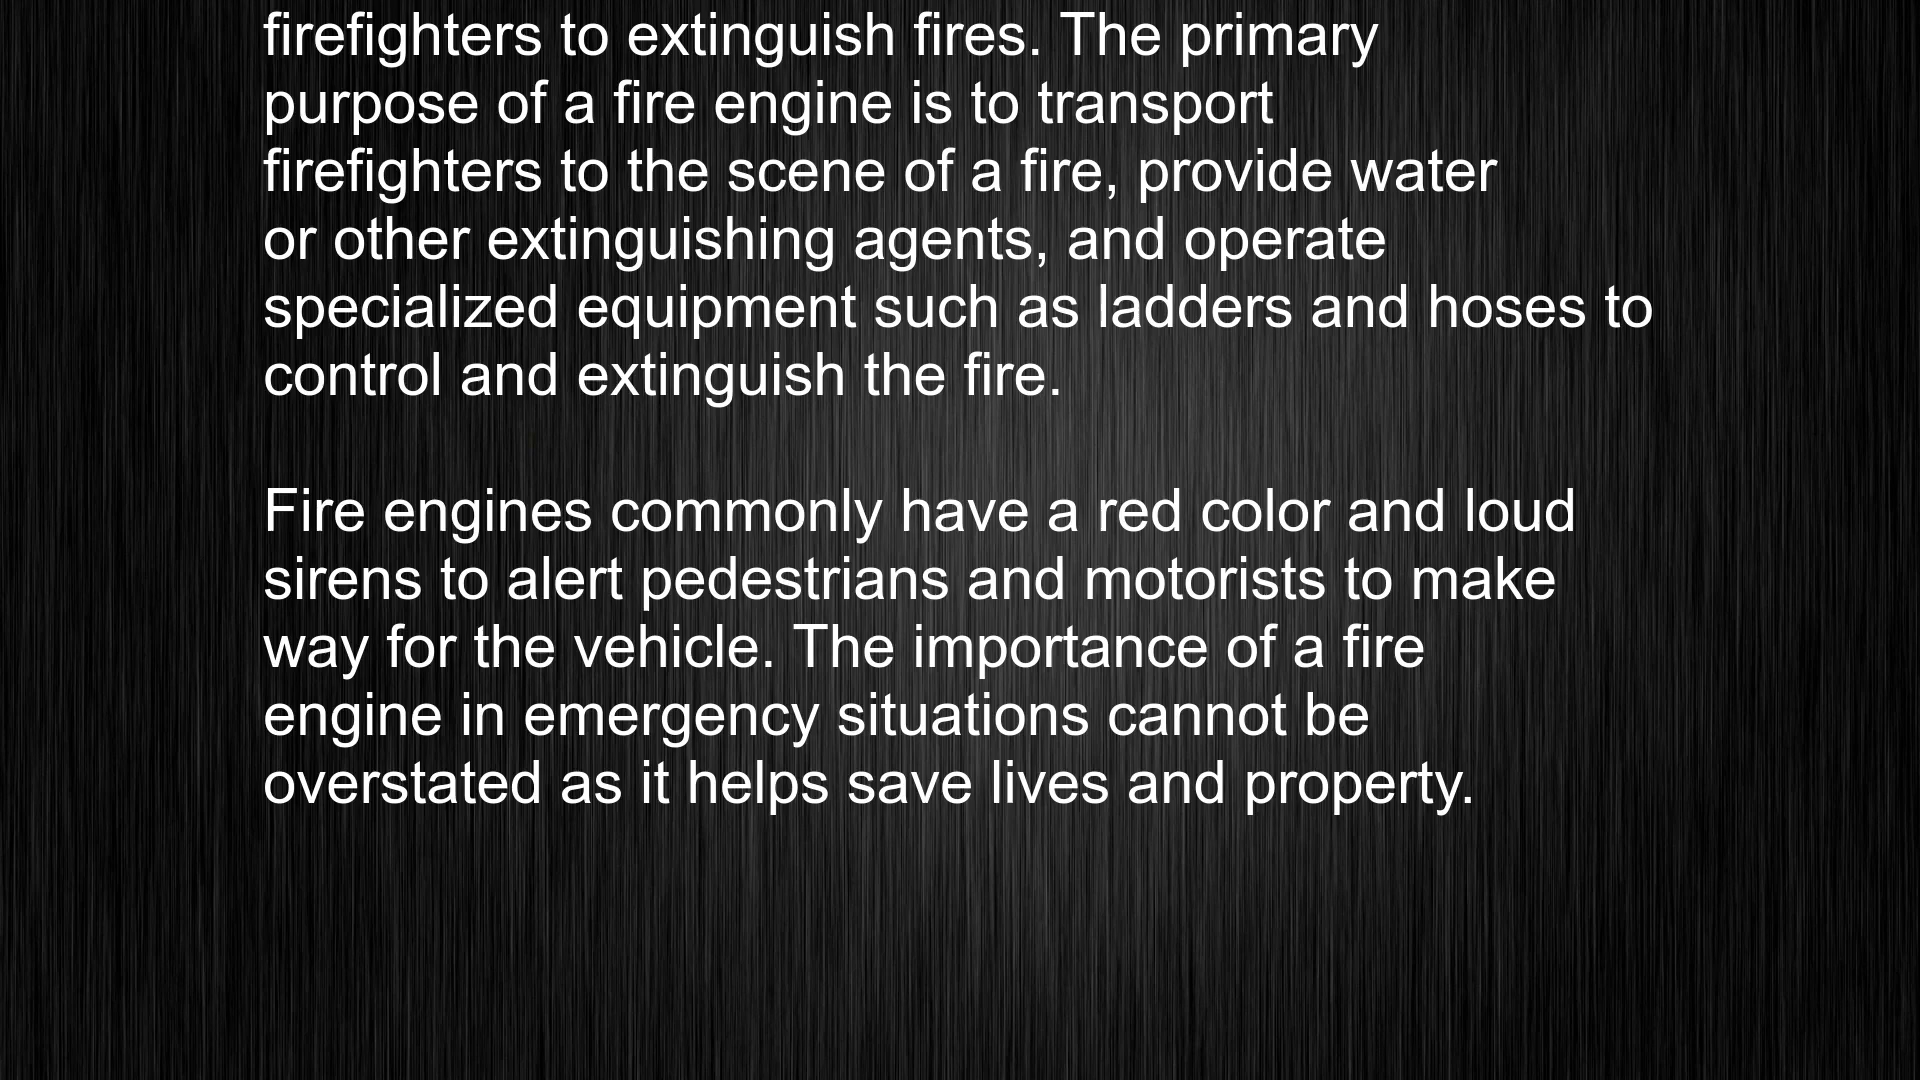 firefighters to extinguish fires. The primary
purpose of a fire engine is to transport
firefighters to the scene of a fire, provide water
or other extinguishing agents, and operate
specialized equipment such as ladders and hoses to
control and extinguish the fire.
Fire engines commonly have a red color and loud
sirens to alert pedestrians and motorists to make
way for the vehicle. The importance of a fire
engine in emergency situations cannot be
overstated as it helps save lives and property.